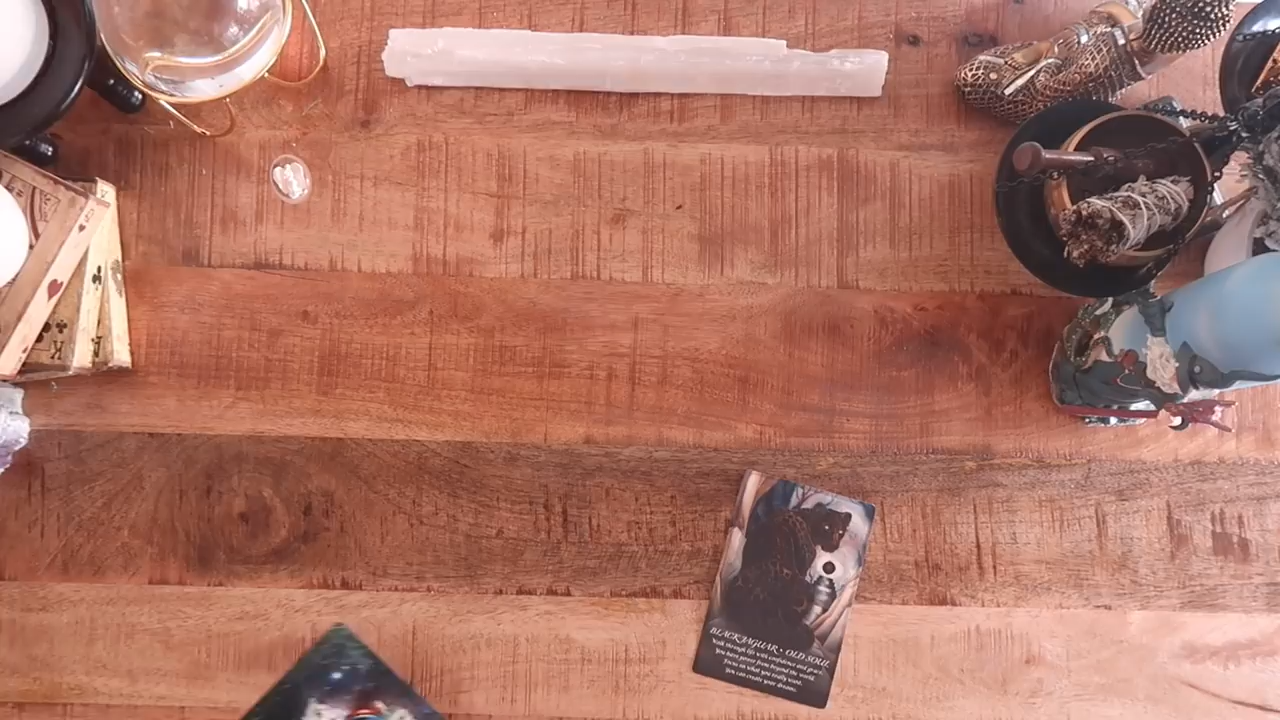 K
A
BLACK JAGUAR • OLD SOUL
Walk through life with confidence and grace.
You have power from beyond the world.
Focus on what you really want.
You can create your dreams.